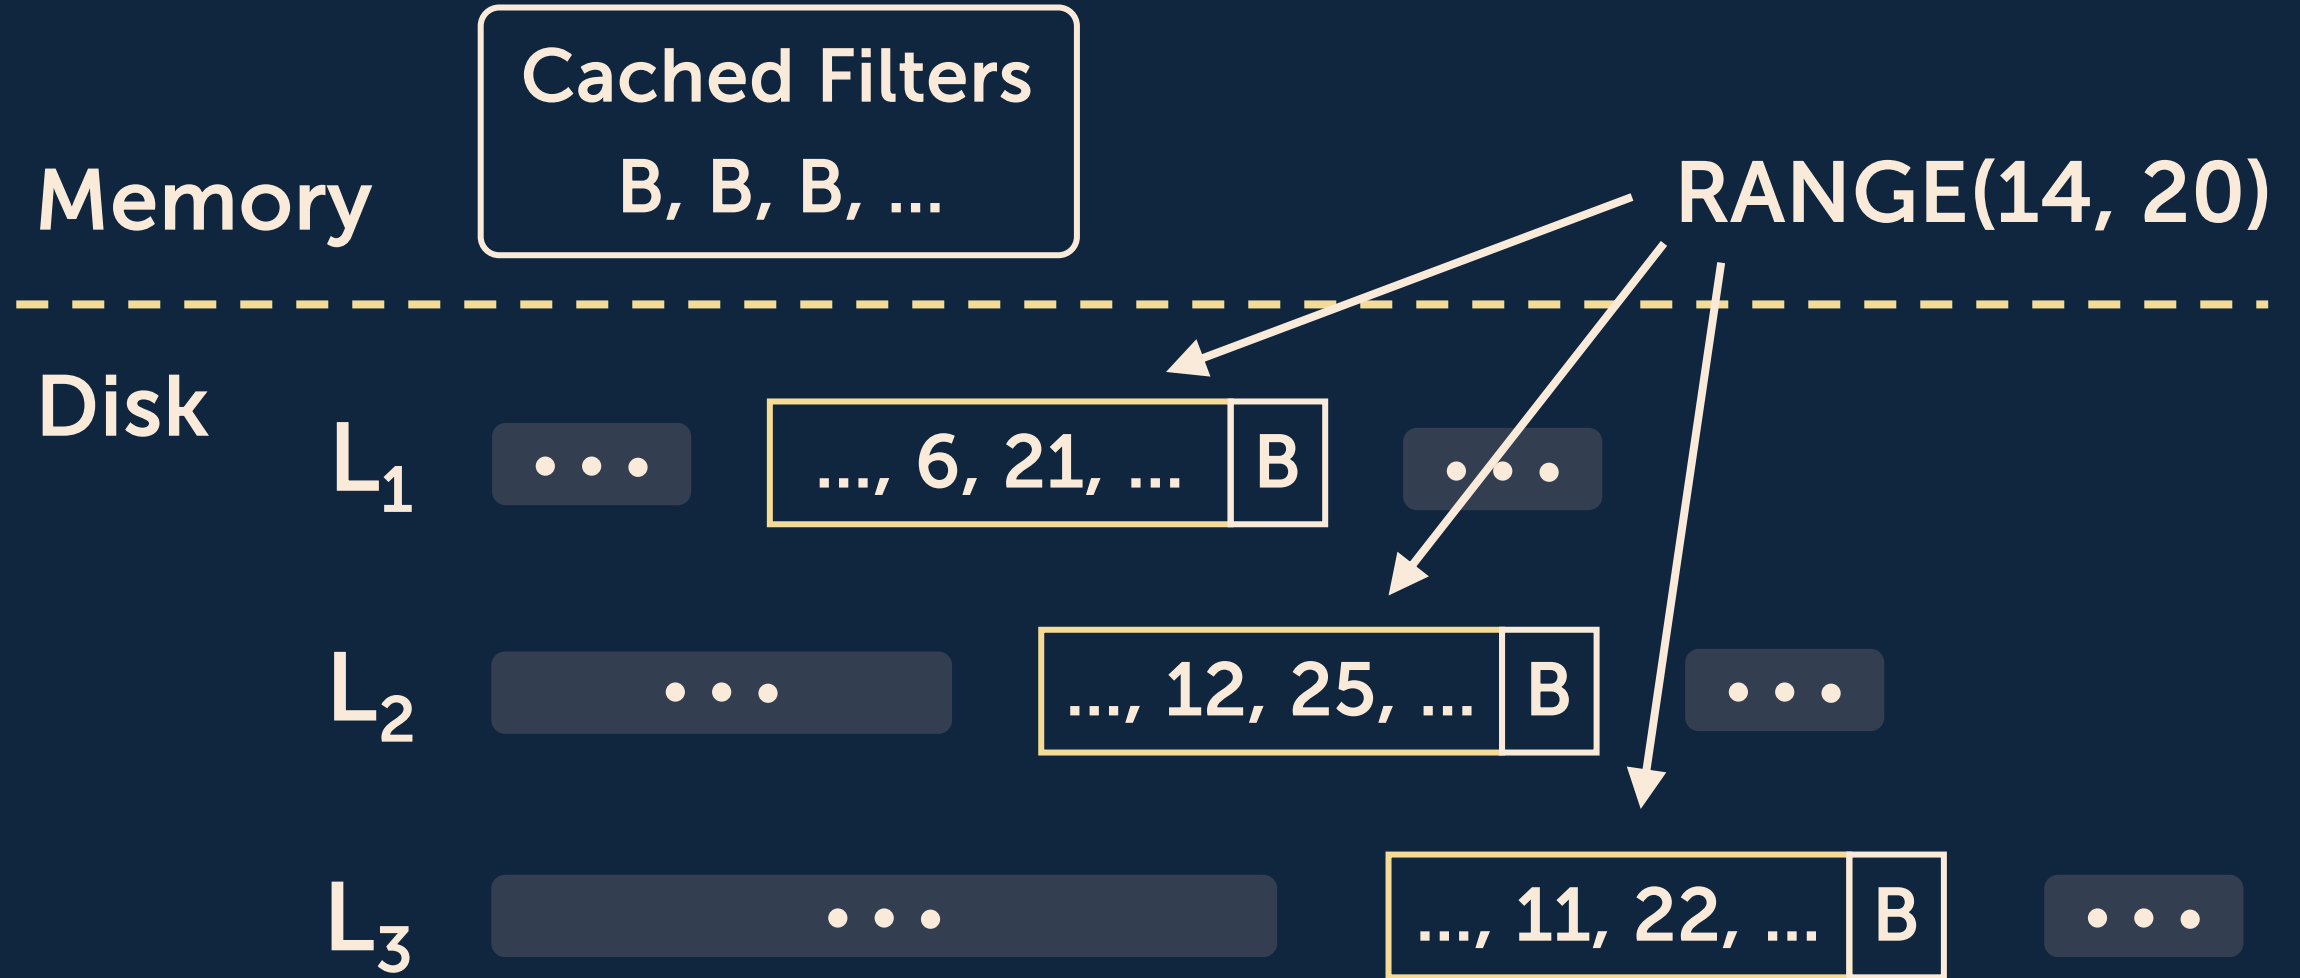 Cached Filters
B, B, B, ...
Memory
RANGE(14, 20)
Disk
L1
...
..., 6, 21, ...
B
...
L2
...
..., 12, 25, ...
B
...
L3
...
..., 11, 22, ...
B
...